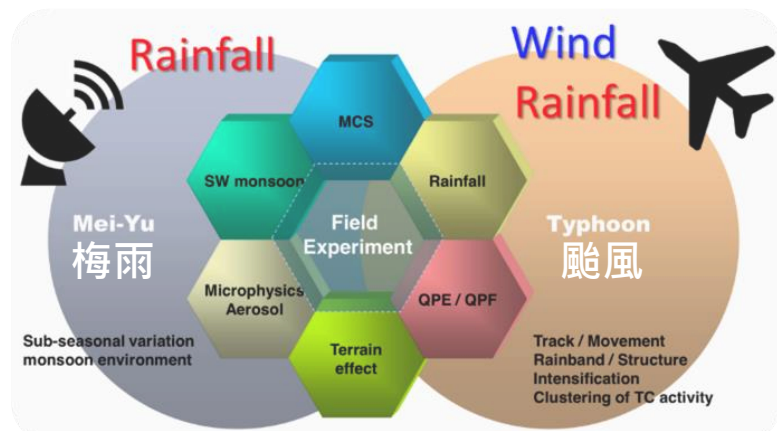 Rainfall
Wind
Rainfall
MCS
SW monsoon
Rainfall
Field
Experiment
Mei-Yu
梅雨
Typhoon
颱風
Microphysics
Aerosol
QPE / QPF
Terrain
effect
Sub-seasonal variation
monsoon environment
Track / Movement
Rainband / Structure
Intensification
Clustering of TC activity